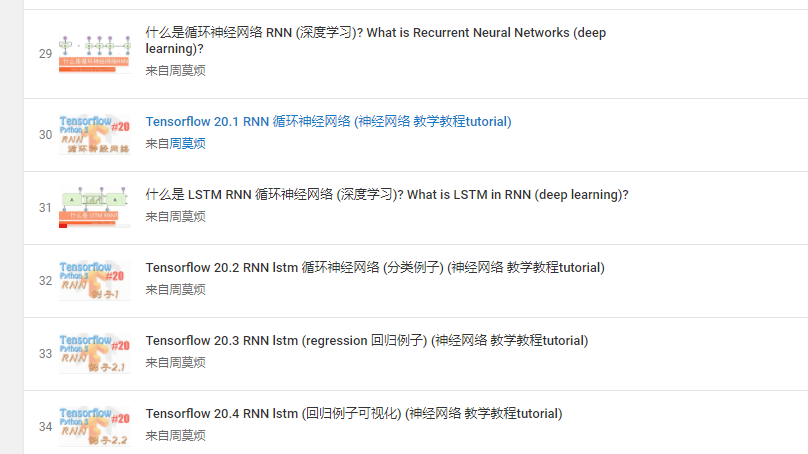 29
什么是循环神经网络 RNN (深度学习)? What is Recurrent Neural Networks (deep
learning)?
来自周莫烦
什么是循环神经网络RNN
30
Tensorflow 20.1 RNN 循环神经网络 (神经网络 教学教程tutorial)
来自周莫烦
Tensorflow
Python 3
#20
RNN
循环神经网络
31
什么是 LSTM RNN 循环神经网络 (深度学习)? What is LSTM in RNN (deep learning)?
来自周莫烦
什么是 LSTM RNN
32
Tensorflow 20.2 RNN lstm 循环神经网络 (分类例子) (神经网络 教学教程tutorial)
来自周莫烦
Tensorflow
Python 3
#20
RNN
例子1
33
Tensorflow 20.3 RNN lstm (regression 回归例子) (神经网络 教学教程tutorial)
来自周莫烦
Tensorflow
Python 3
#20
RNN
例子2.1
34
Tensorflow 20.4 RNN lstm (回归例子可视化) (神经网络 教学教程tutorial)
来自周莫烦
Tensorflow
Python 3
#20
RNN
例子2.2